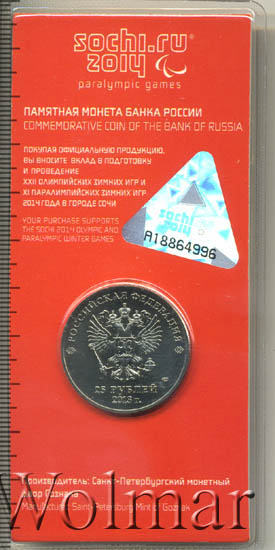 sochi.ru
2014
paralympic games
ПАМЯТНАЯ МОНЕТА БАНКА РОССИИ
COMMEMORATIVE COIN OF THE BANK OF RUSSIA
ПОКУПАЯ ОФИЦИАЛЬНУЮ ПРОДУКЦИЮ,
ВЫ ВНОСИТЕ ВКЛАД В ПОДГОТОВКУ
И ПРОВЕДЕНИЕ
XXII ОЛИМПИЙСКИХ ЗИМНИХ ИГР И
XI ПАРАЛИМПИЙСКИХ ЗИМНИХ ИГР
2014 ГОДА В ГОРОДЕ СОЧИ
YOUR PURCHASE SUPPORTS
THE SOCHI 2014 OLYMPIC AND
PARALYMPIC WINTER GAMES
sochi
2014
A18864996
РОССИЙСКАЯ ФЕДЕРАЦИЯ
25 РУБЛЕЙ
2013 г.
Производитель: Санкт-Петербургский монетный
двор Гознака
Manufacturer: Saint-Petersburg Mint of Goznak
Wolmar